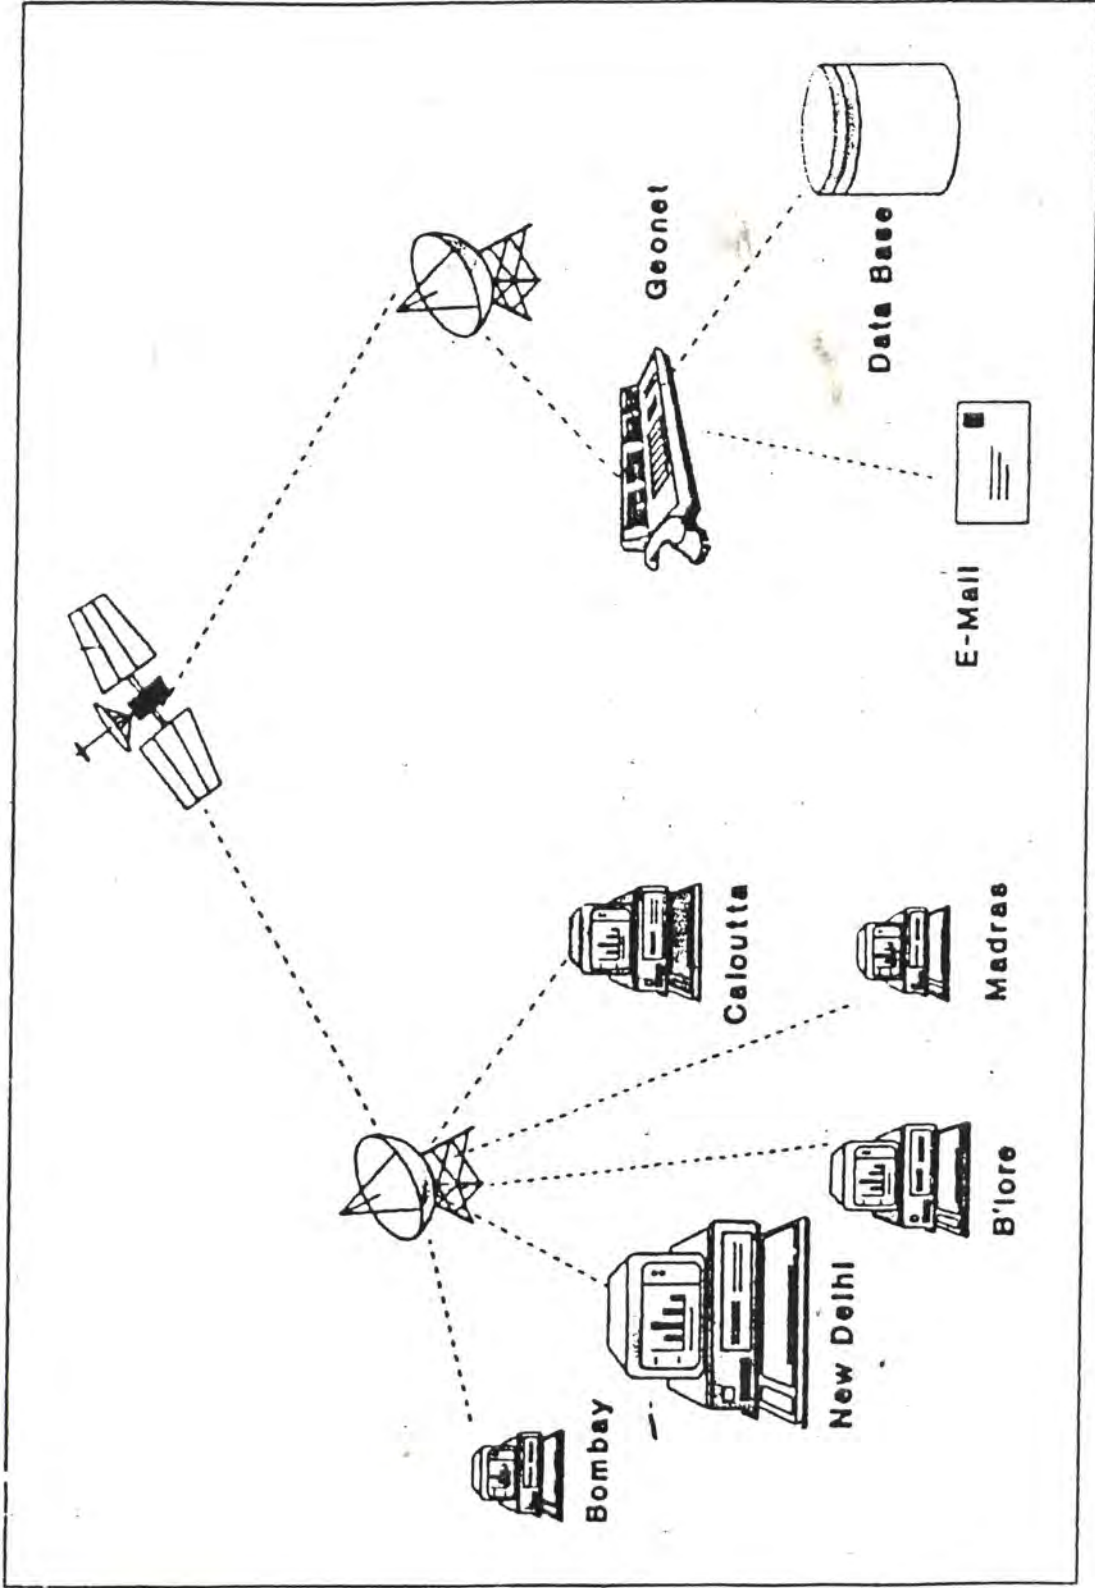 Geonet
Data Base
E-Mail
Caloutta
Madras
B'lore
New Delhi
Bombay